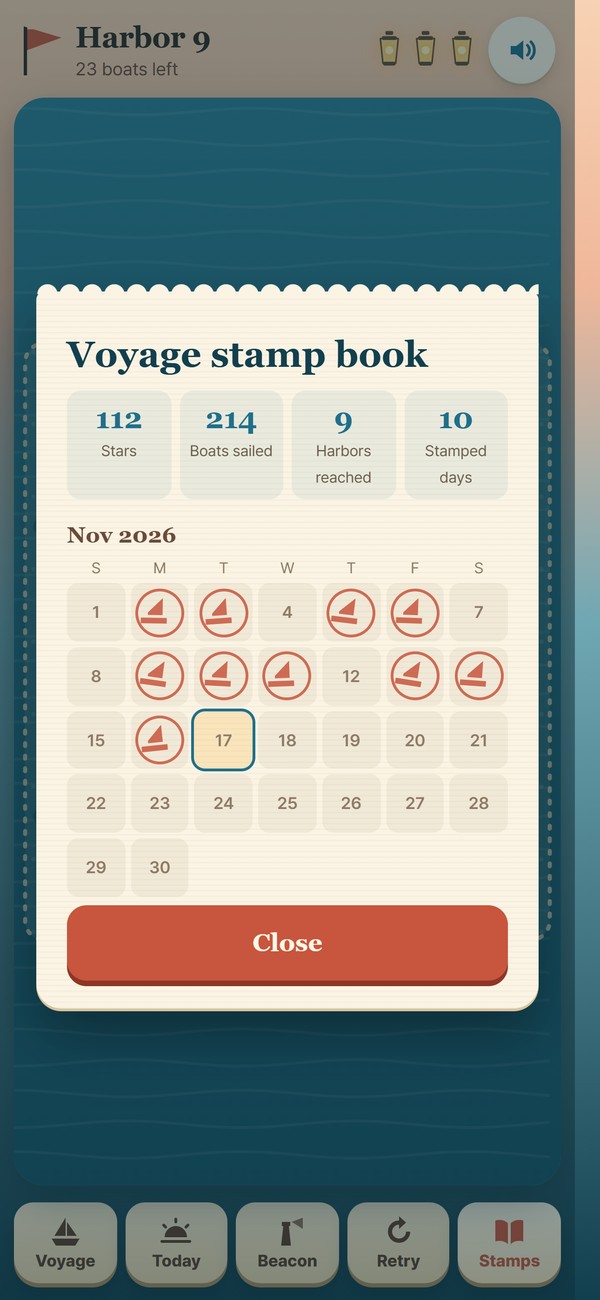 Harbor 9
23 boats left
Voyage stamp book
112 214 9 10
Stars Boats sailed Harbors reached Stamped days
Nov 2026
S M T W T F S
1 4 7
8 12
15 17 18 19 20 21
22 23 24 25 26 27 28
29 30
Close
Voyage Today Beacon Retry Stamps